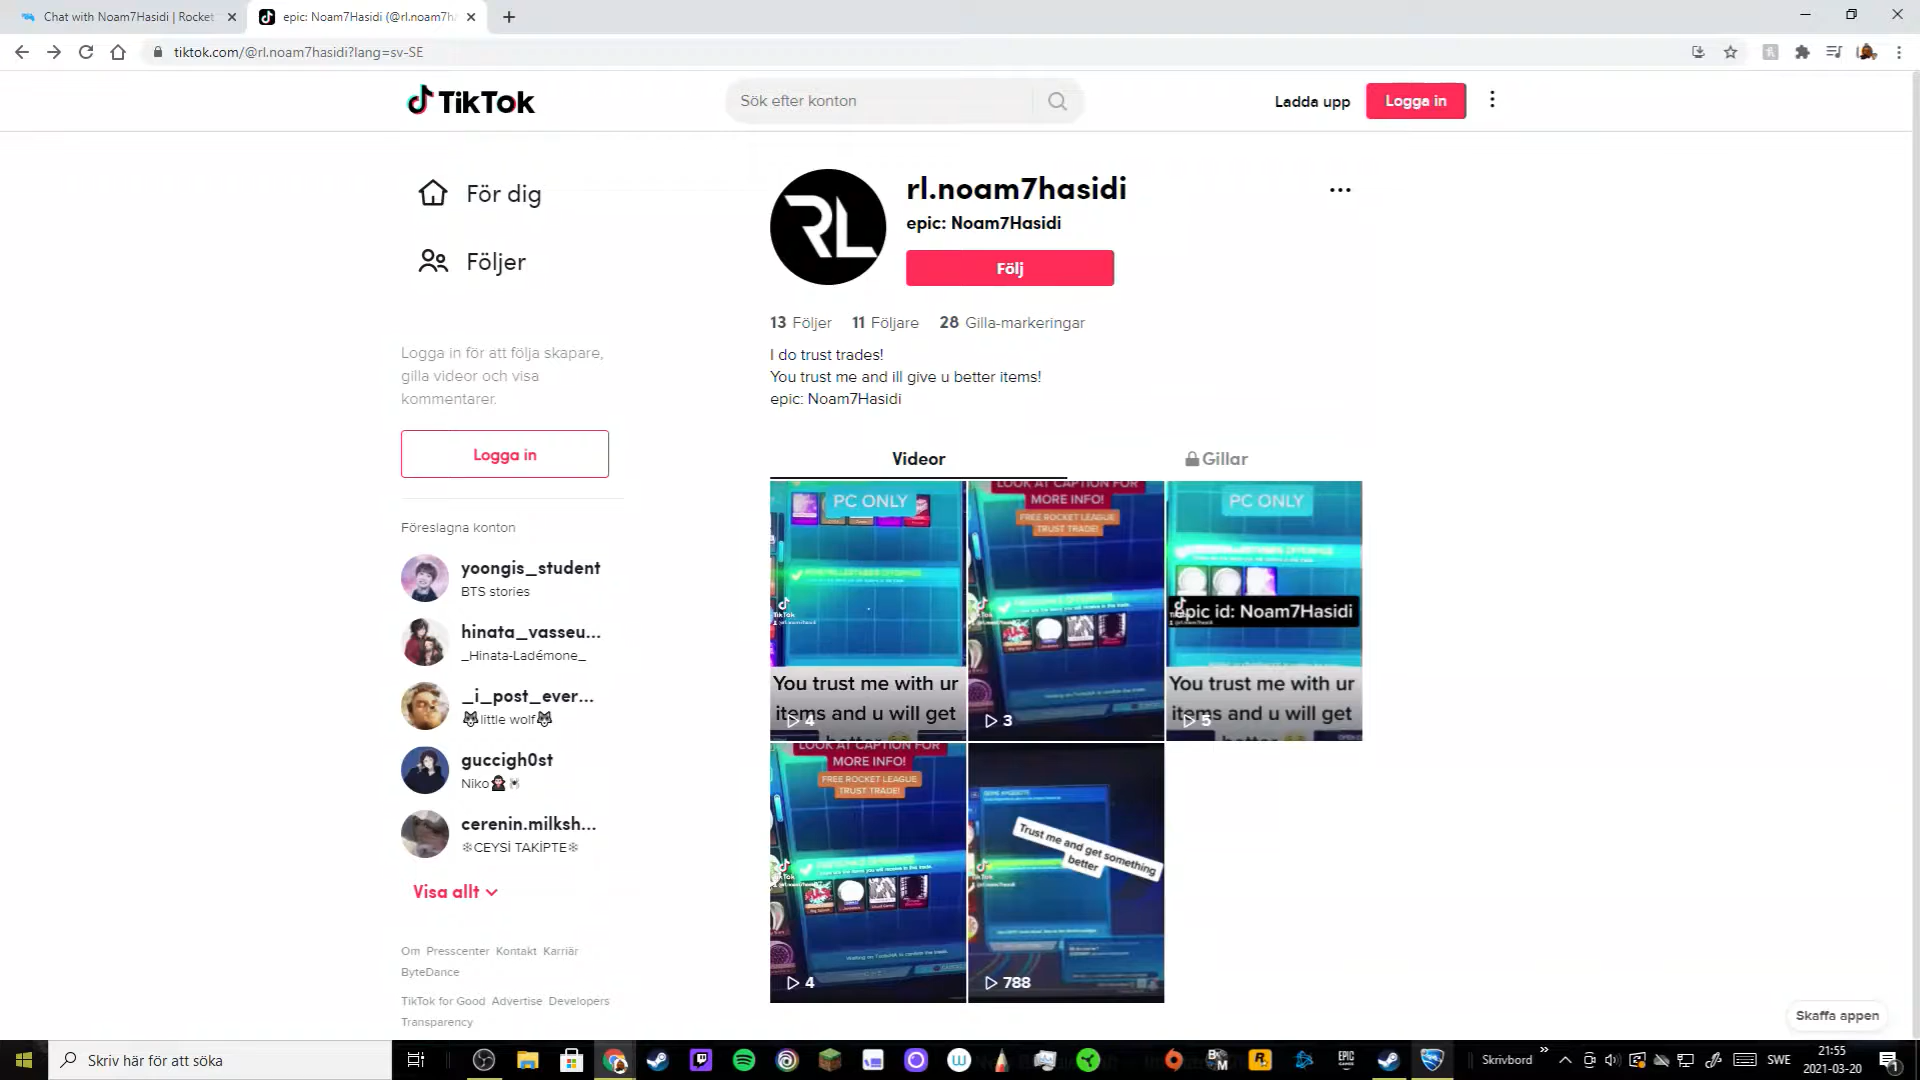 Chat with Noam7Hasidi | Rocket
epic: Noam7Hasidi (@rl.noam7ha
tiktok.com/@rl.noam7hasidi?lang=sv-SE
TikTok
Sök efter konton
Ladda upp
Logga in
För dig
Följer
Logga in för att följa skapare,
gilla videor och visa
kommentarer.
Logga in
Föreslagna konton
yoongis_student
BTS stories
hinata_vasseu...
_Hinata-Ladémone_
_i_post_ever...
🐺little wolf🐺
guccigh0st
Niko
cerenin.milksh...
❄CEYSİ TAKİPTE❄
Visa allt
Om Presscenter Kontakt Karriär
ByteDance
TikTok for Good Advertise Developers
Transparency
RL
rl.noam7hasidi
epic: Noam7Hasidi
Följ
13 Följer 11 Följare 28 Gilla-markeringar
I do trust trades!
You trust me and ill give u better items!
epic: Noam7Hasidi
Videor
Gillar
PC ONLY
You trust me with ur
items and u will get
4
LOOK AT CAPTION FOR
MORE INFO!
FREE ROCKET LEAGUE
TRUST TRADE!
3
PC ONLY
Epic id: Noam7Hasidi
You trust me with ur
items and u will get
5
LOOK AT CAPTION FOR
MORE INFO!
FREE ROCKET LEAGUE
TRUST TRADE!
4
Trust me and get something
better
788
Skaffa appen
Skriv här för att söka
Skrivbord
SWE
21:55
2021-03-20
1